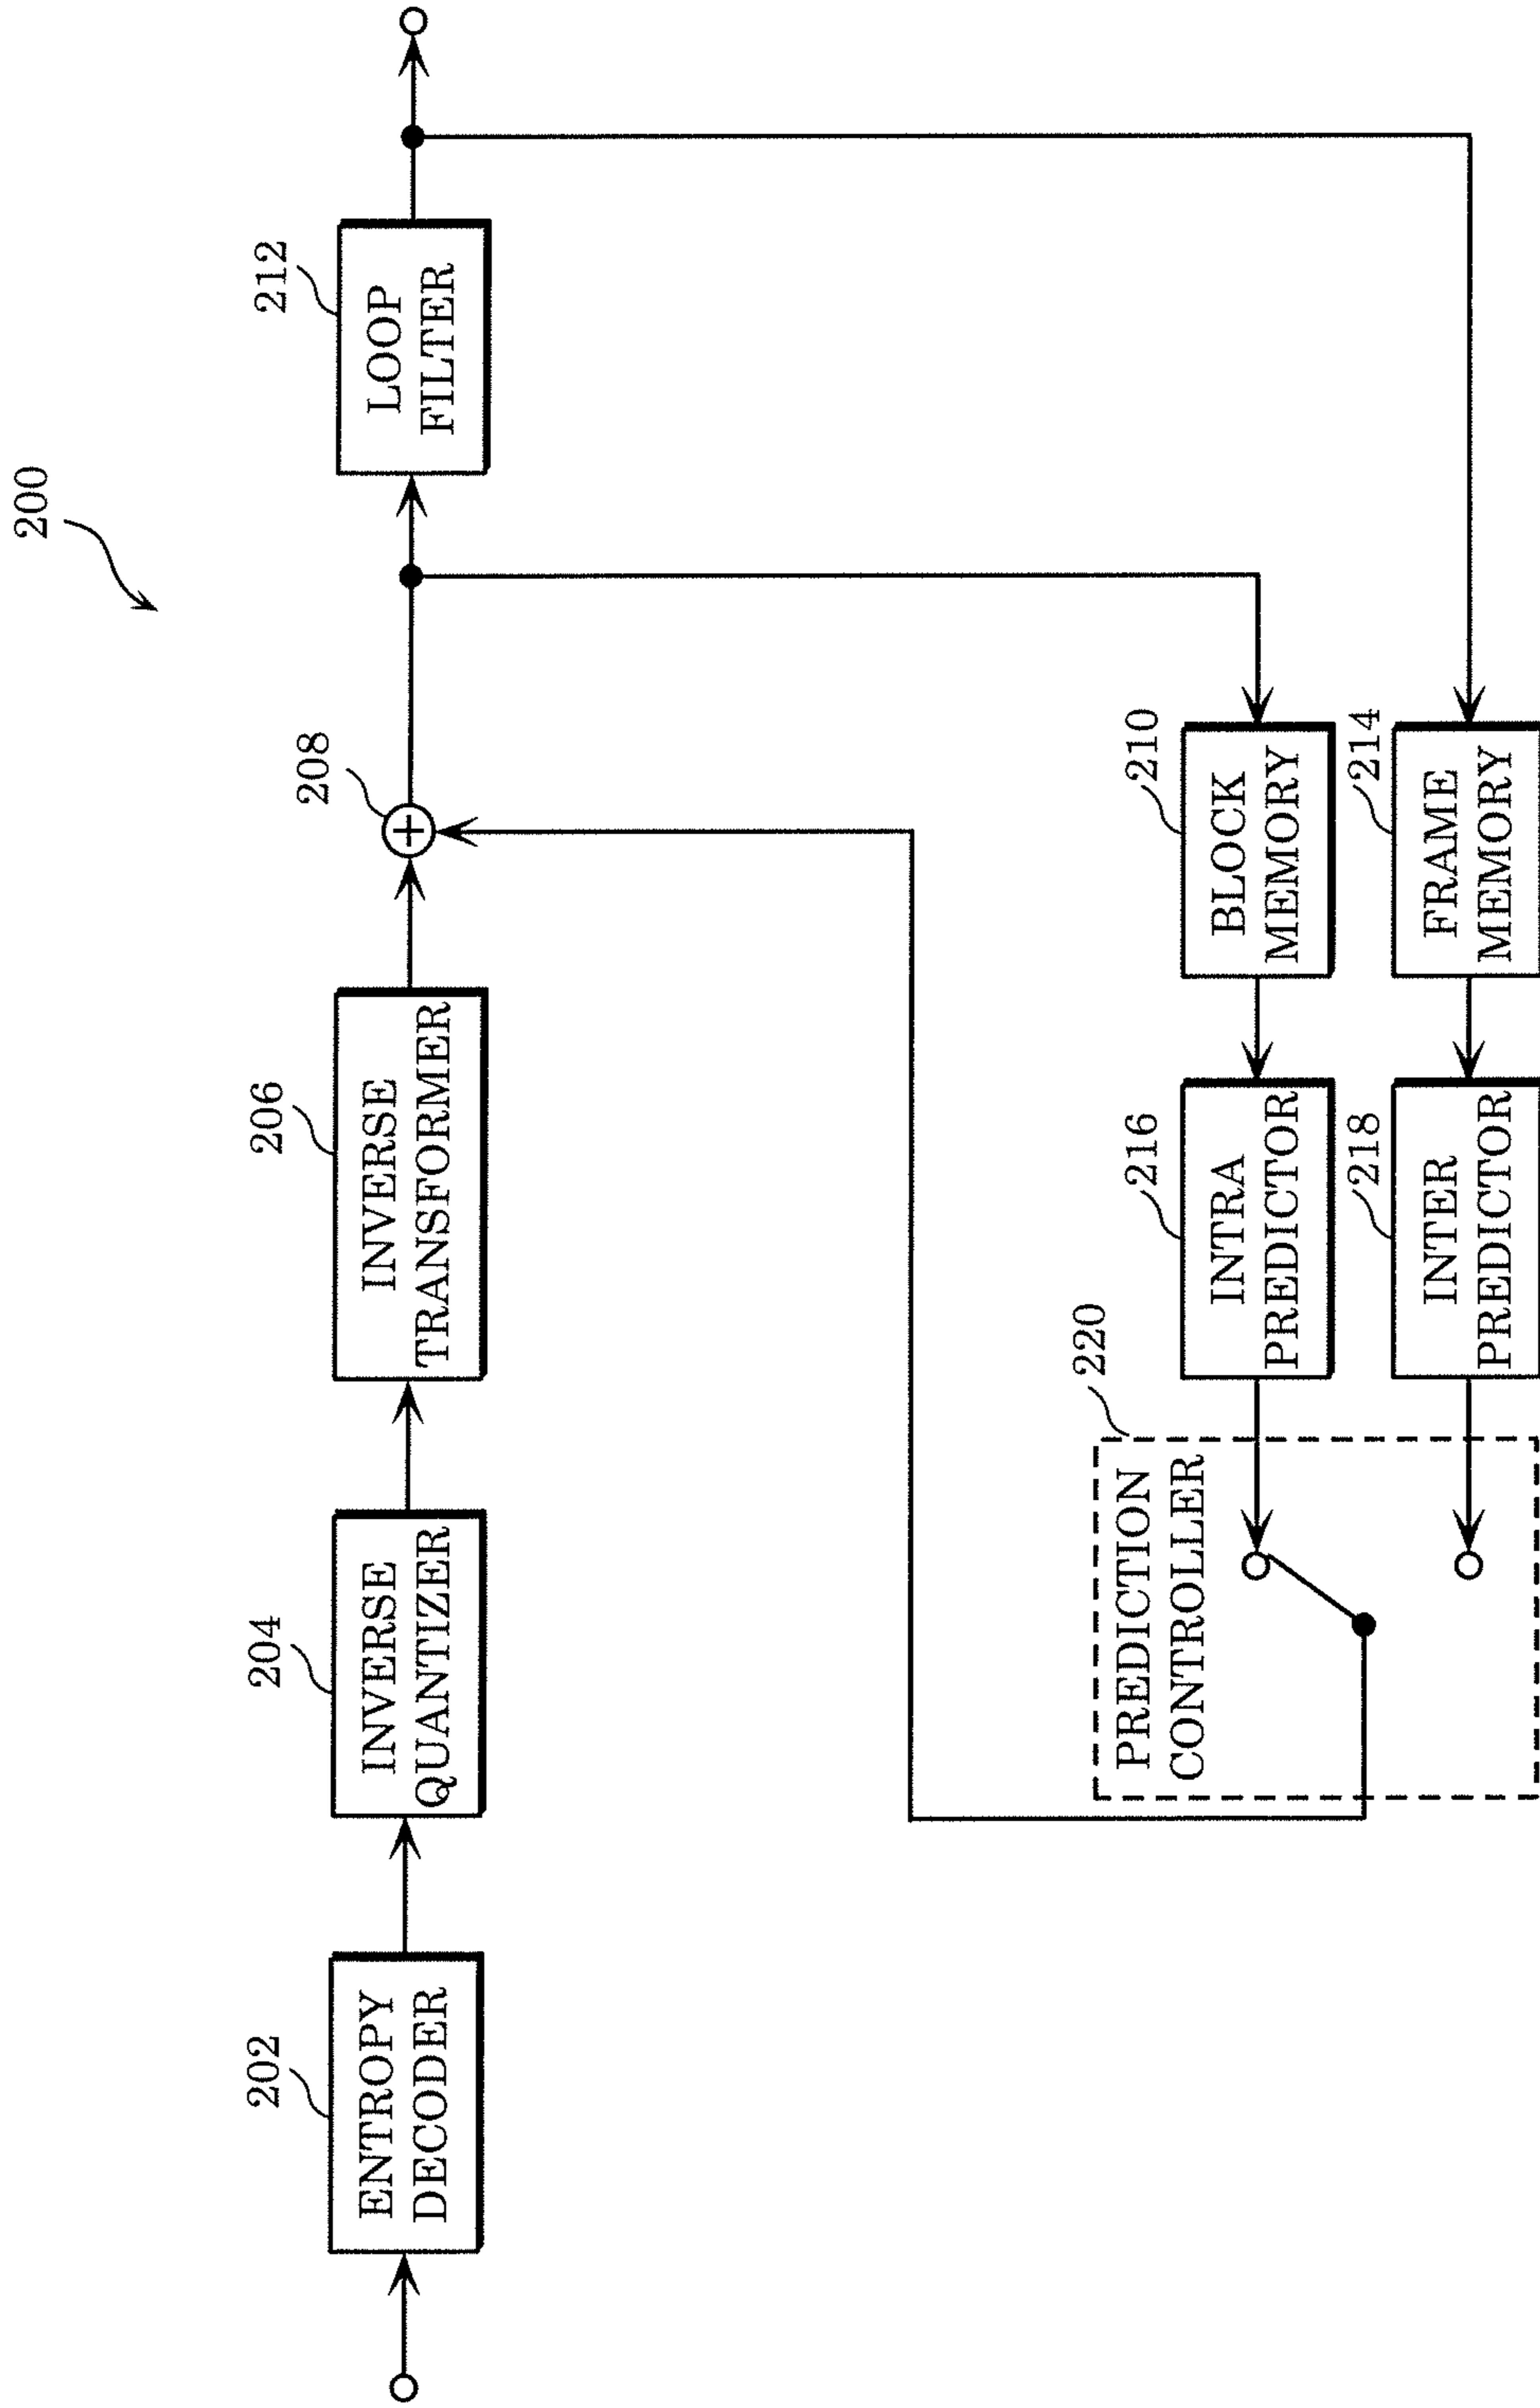 200
202
ENTROPY
DECODER
204
INVERSE
QUANTIZER
206
INVERSE
TRANSFORMER
208
+
212
LOOP
FILTER
220
PREDICTION
CONTROLLER
216
INTRA
PREDICTOR
210
BLOCK
MEMORY
218
INTER
PREDICTOR
214
FRAME
MEMORY